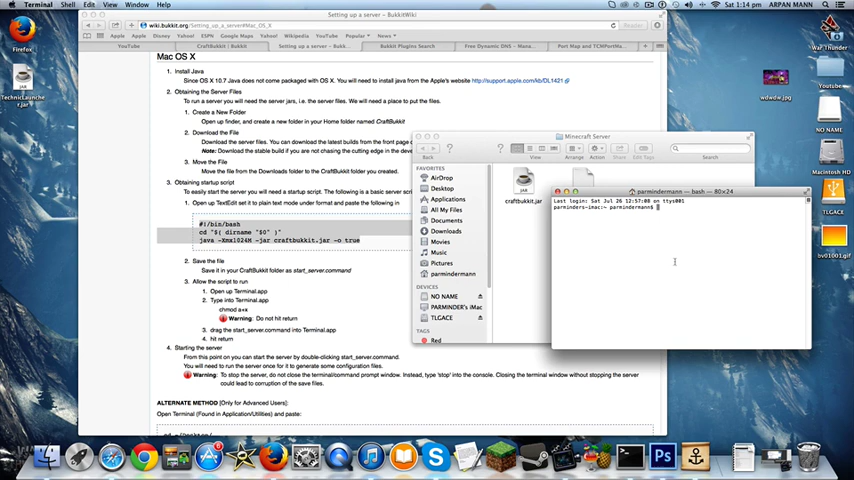 Terminal Shell Edit View Window Help
Sat 1:14 pm ARPAN MANN
Setting up a server - BukkitWiki
wiki.bukkit.org/Setting_up_a_server#Mac_OS_X
Reader
Apple Apple Bing Google Yahoo! Wikipedia YouTube Popular News
YouTube
CraftBukkit | Bukkit
Setting up a server - Bukk...
Bukkit Plugins Search
Free Dynamic DNS - Mana...
Port Map and TCMPortMa...
Mac OS X
1. Install Java
Since OS X 10.7 Java does not come packaged with OS X. You will need to install java from the Apple's website http://support.apple.com/kb/DL1421
2. Obtaining the Server Files
To run a server you will need the server jars, i.e. the server files. We will need a place to put the files.
1. Create a New Folder
Open up finder, and create a new folder in your Home folder named CraftBukkit
2. Download the File
Download the server files. You can download the latest builds from the front page o
Note: Download the stable build if you are not chasing the cutting edge in the deve
3. Move the File
Move the file from the Downloads folder to the CraftBukkit folder you created.
3. Obtaining startup script
To easily start the server you will need a startup script. The following is a basic server scri
1. Open up TextEdit set it to plain text mode under format and paste the following in
#!/bin/bash
cd "$( dirname "$0" )"
java -Xmx1024M -jar craftbukkit.jar -o true
2. Save the file
Save it in your CraftBukkit folder as start_server.command
3. Allow the script to run
1. Open up Terminal.app
2. Type into Terminal.app
chmod a+x
Warning: Do not hit return
3. drag the start_server.command into Terminal.app
4. hit return
4. Starting the server
From this point on you can start the server by double-clicking start_server.command.
You will need to run the server once for it to generate some configuration files.
Warning: To stop the server, do not close the terminal/command prompt window. Instead, type 'stop' into the console. Closing the terminal window without stopping the server
could lead to corruption of the save files.
ALTERNATE METHOD [Only for Advanced Users]:
Open Terminal (Found in Application/Utilities) and paste:
Minecraft Server
Back
View
Arrange
Action
Share
Edit Tags
Search
FAVORITES
AirDrop
Desktop
Applications
All My Files
Documents
Downloads
Movies
Music
Pictures
parmindermann
DEVICES
NO NAME
PARMINDER's iMac
TLGACE
TAGS
Red
JAR
craftbukkit.jar
parmindermann — bash — 80×24
Last login: Sat Jul 26 12:57:08 on ttys001
parminders-imac:~ parmindermann$
Firefox
TechnicLaunche
r.jar
War Thunder
wdwdw.jpg
Youtube
NO NAME
Macintosh HD
TLGACE
bv01001.gif
Ps